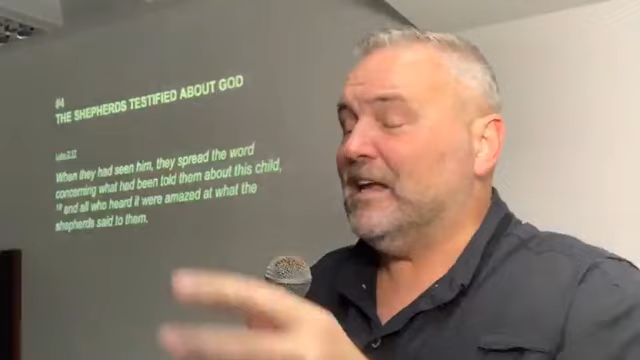 #4
THE SHEPHERDS TESTIFIED ABOUT GOD
When they had seen him, they spread the word
concerning what had been told them about this child,
18 and all who heard it were amazed at what the
shepherds said to them.